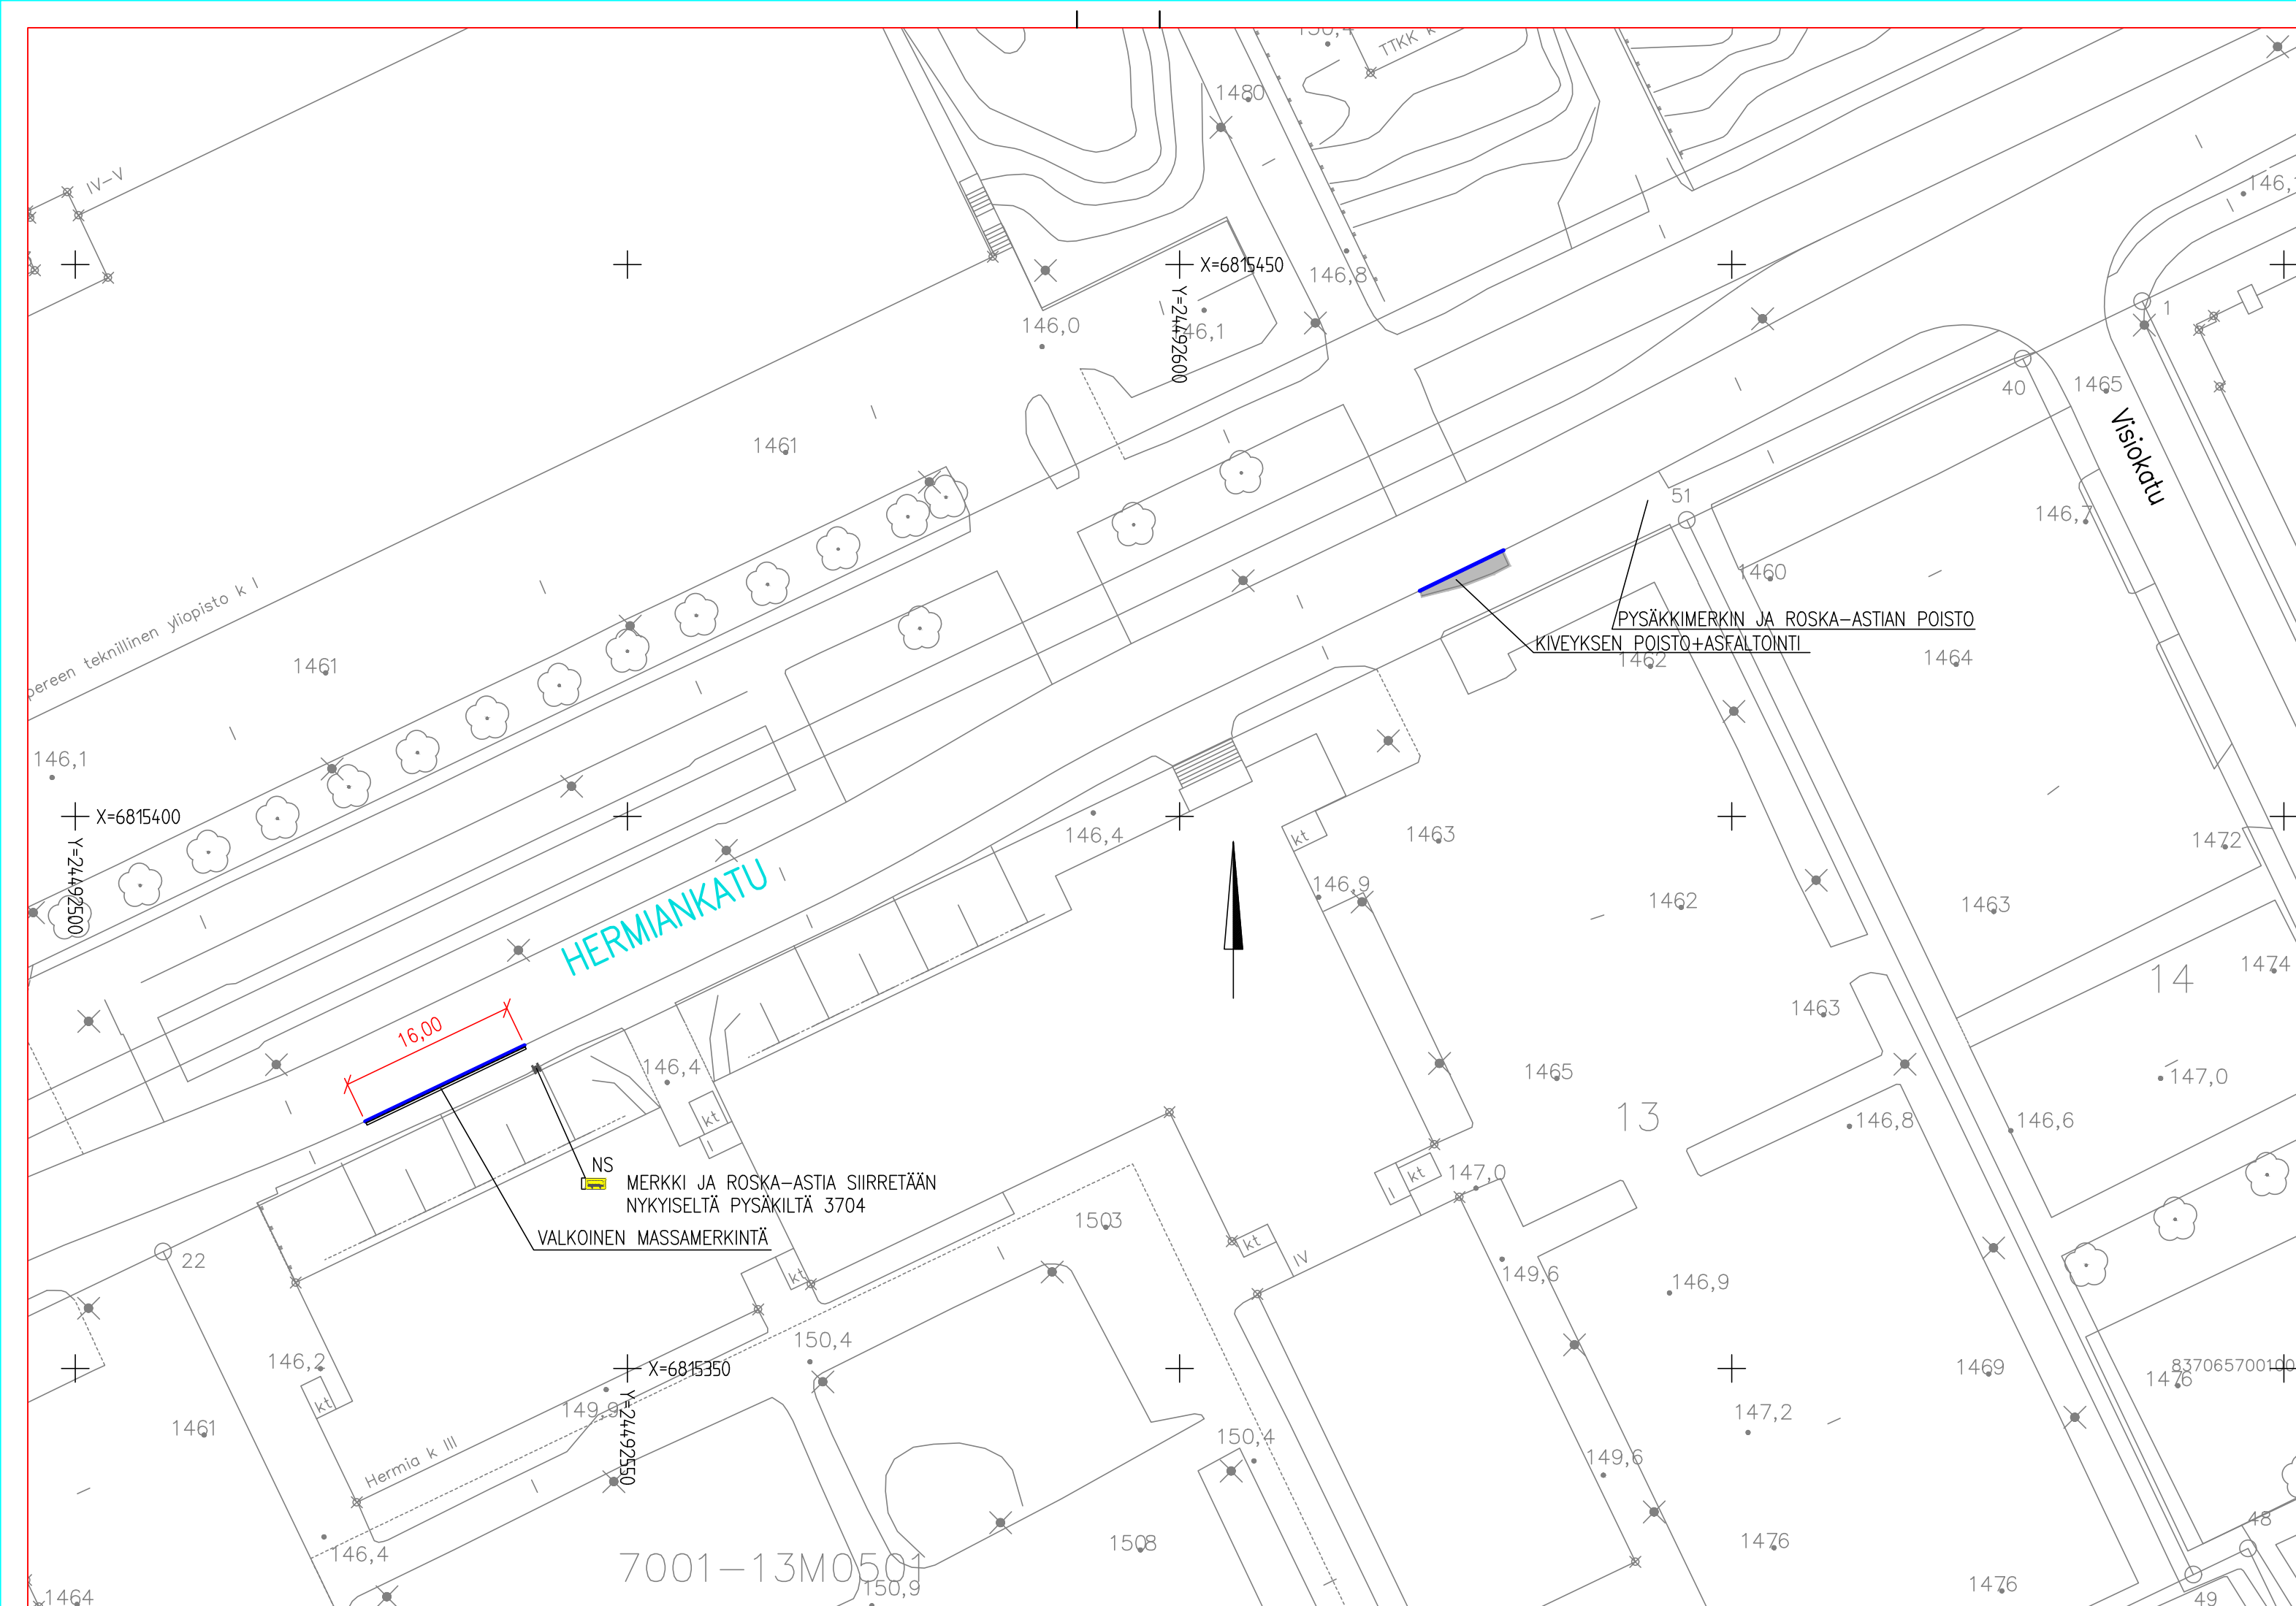 TTKK k
1480
IV-V
146,8
X=6815450
Y=24492600
146,0
146,1
1
40
1465
Visiokatu
1461
51
146,7
pereen teknillinen yliopisto k I
1460
PYSÄKKIMERKIN JA ROSKA-ASTIAN POISTO
KIVEYKSEN POISTO+ASFALTOINTI
1461
1462
1464
146,1
X=6815400
Y=24492500
146,4
kt
1463
1472
HERMIANKATU
146,9
1462
1463
1474
14
1463
16,00
146,4
1465
147,0
kt
I
13
146,8
146,6
NS
MERKKI JA ROSKA-ASTIA SIIRRETÄÄN
NYKYISELTÄ PYSÄKILTÄ 3704
VALKOINEN MASSAMERKINTÄ
kt
I
147,0
1503
22
kt
kt
IV
149,6
146,9
150,4
146,2
X=6815350
Y=24492550
kt
149,9
1469
837065700100
1476
1461
147,2
Hermia k III
150,4
149,6
146,4
1508
1476
48
7001-13M0501
150,9
1464
1476
49